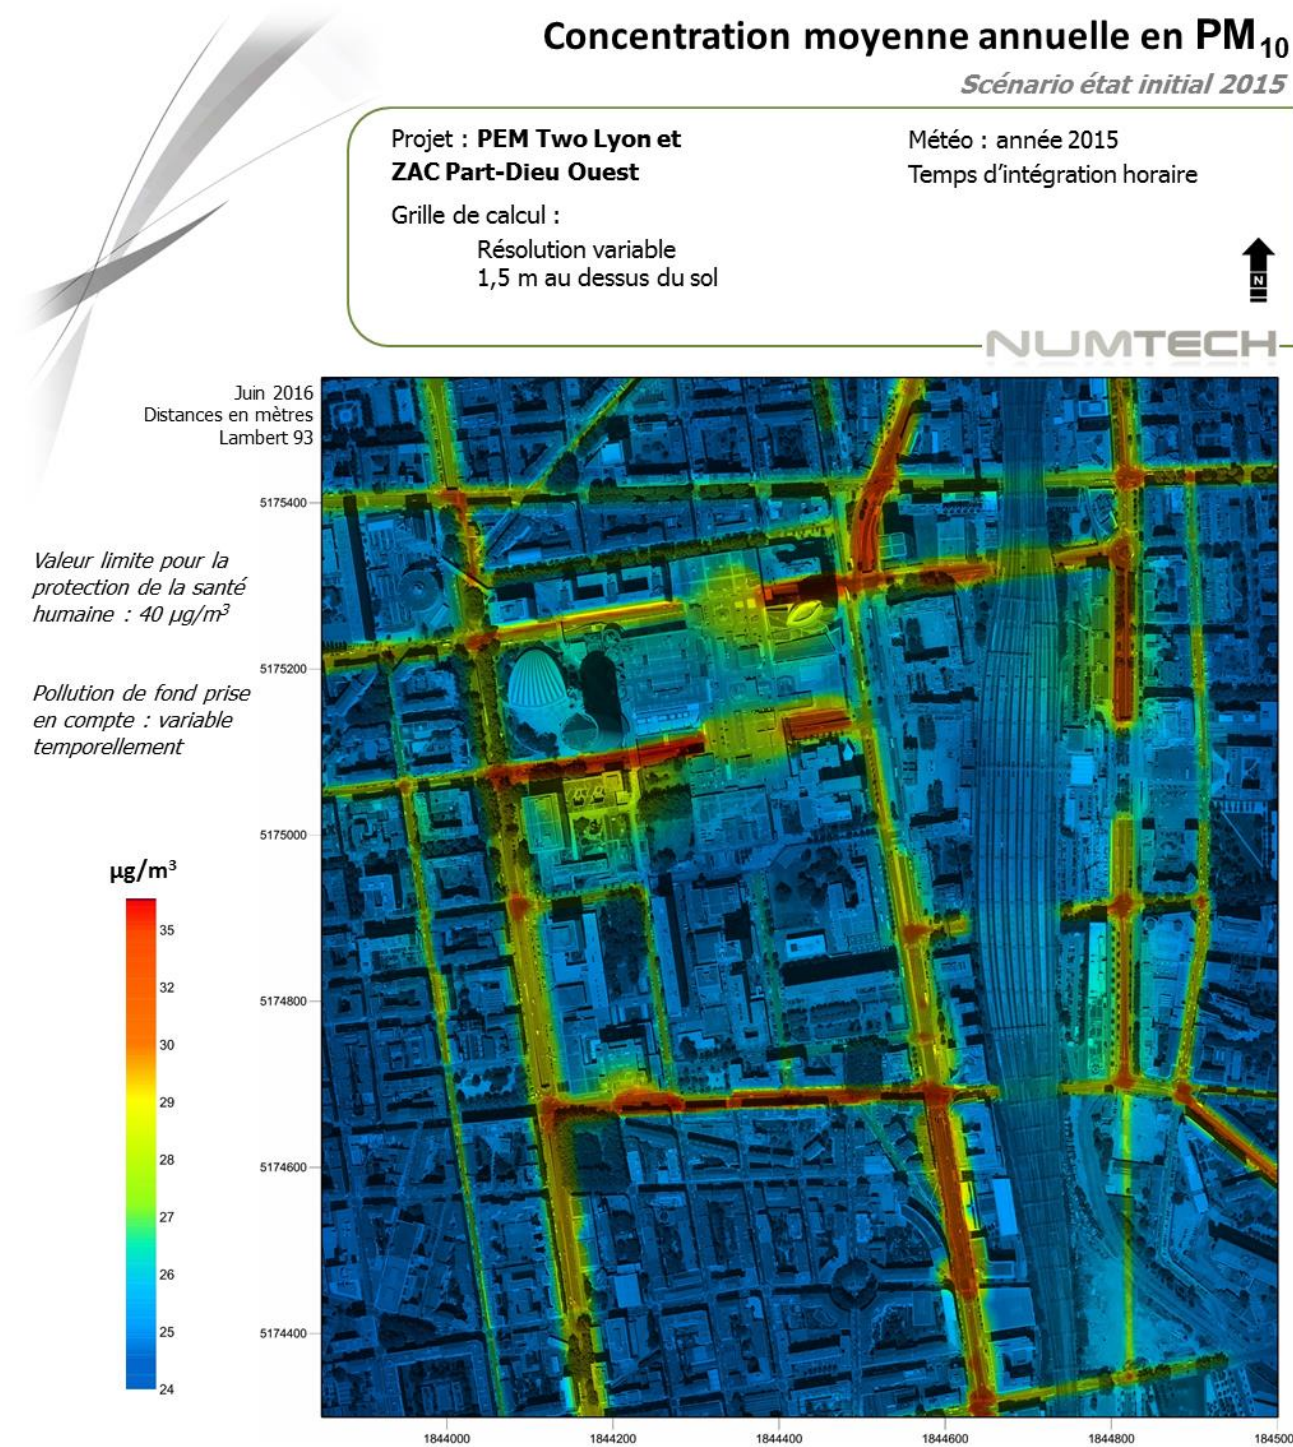 Concentration moyenne annuelle en PM10
Scénario état initial 2015
Projet : PEM Two Lyon et
ZAC Part-Dieu Ouest
Météo : année 2015
Temps d'intégration horaire
Grille de calcul :
Résolution variable
1,5 m au dessus du sol
N
NUMTECH
Juin 2016
Distances en mètres
Lambert 93
5175400
Valeur limite pour la
protection de la santé
humaine : 40 µg/m3
5175200
Pollution de fond prise
en compte : variable
temporellement
5175000
µg/m3
35
32
30
29
28
27
26
25
24
5174800
5174600
5174400
1844000
1844200
1844400
1844600
1844800
184500